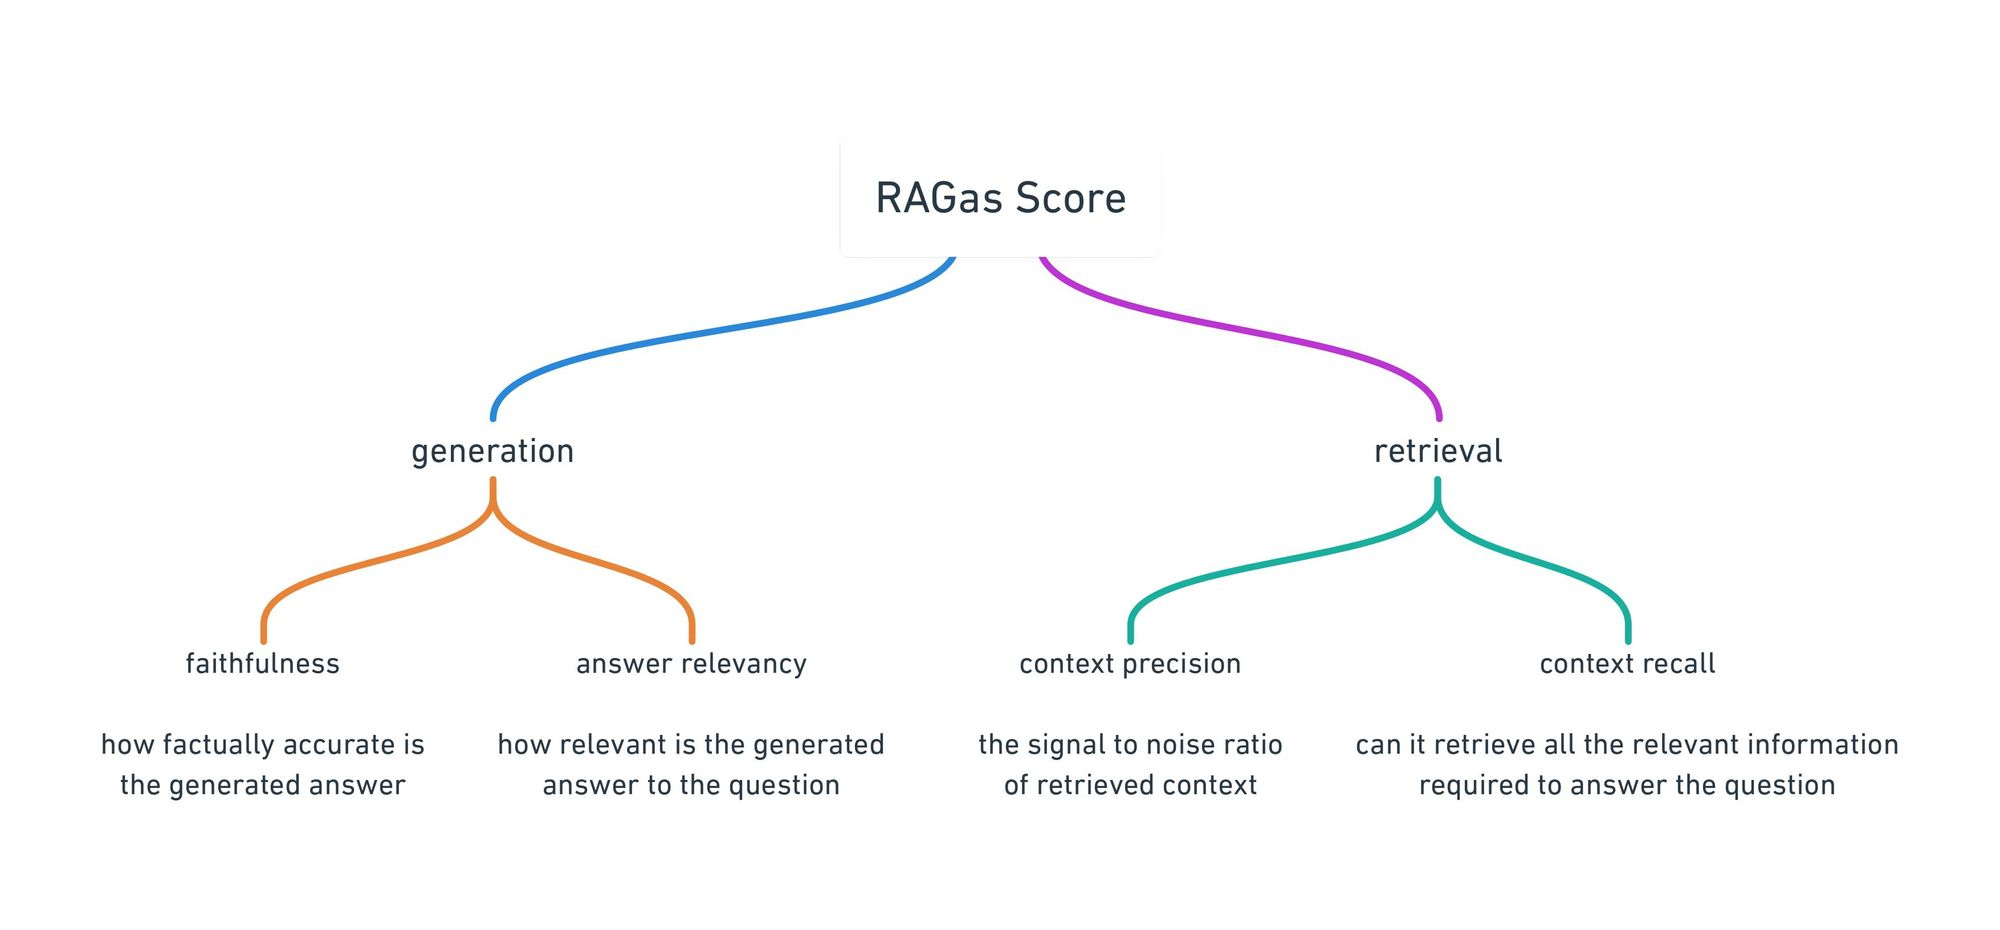 RAGas Score
generation
retrieval
faithfulness
answer relevancy
context precision
context recall
how factually accurate is
the generated answer
how relevant is the generated
answer to the question
the signal to noise ratio
of retrieved context
can it retrieve all the relevant information
required to answer the question